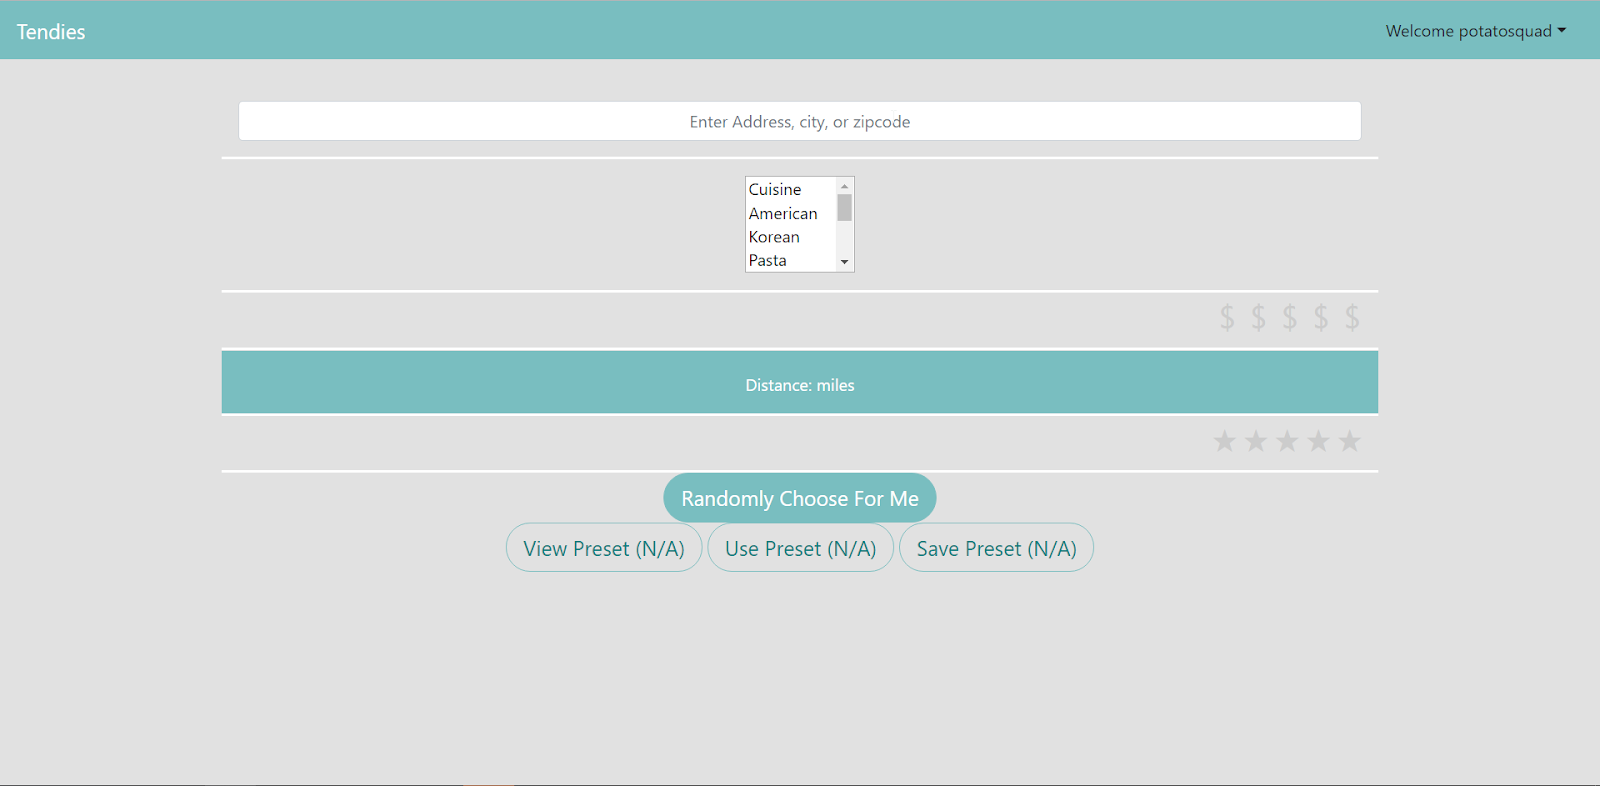 Tendies
Welcome potatosquad
Enter Address, city, or zipcode
Cuisine
American
Korean
Pasta
$ $ $ $ $
Distance: miles
★ ★ ★ ★ ★
Randomly Choose For Me
View Preset (N/A) Use Preset (N/A) Save Preset (N/A)